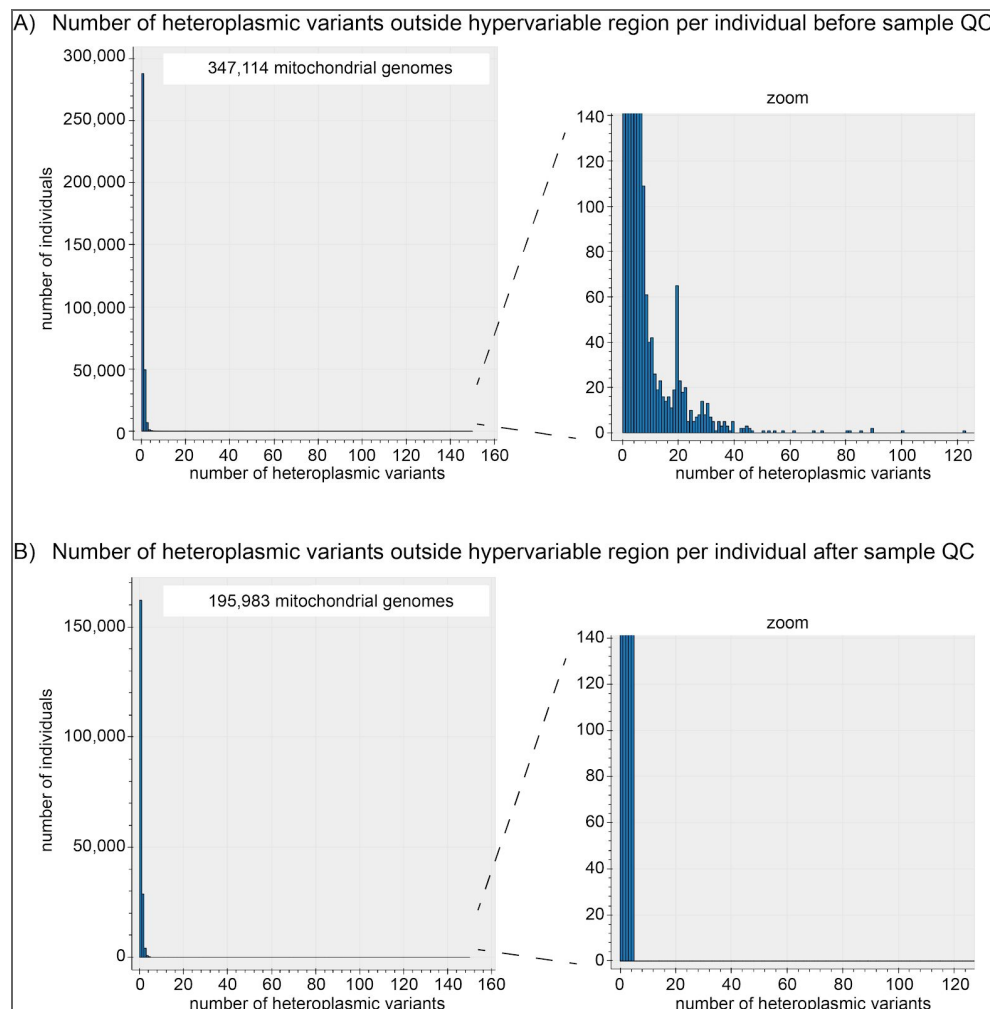 A) Number of heteroplasmic variants outside hypervariable region per individual before sample QC
347,114 mitochondrial genomes
number of individuals
300,000
250,000
200,000
150,000
100,000
50,000
0
0 20 40 60 80 100 120 140 160
number of heteroplasmic variants
zoom
140
120
100
80
60
40
20
0
0 20 40 60 80 100 120
number of heteroplasmic variants
B) Number of heteroplasmic variants outside hypervariable region per individual after sample QC
195,983 mitochondrial genomes
number of individuals
150,000
100,000
50,000
0
0 20 40 60 80 100 120 140 160
number of heteroplasmic variants
zoom
140
120
100
80
60
40
20
0
0 20 40 60 80 100 120
number of heteroplasmic variants